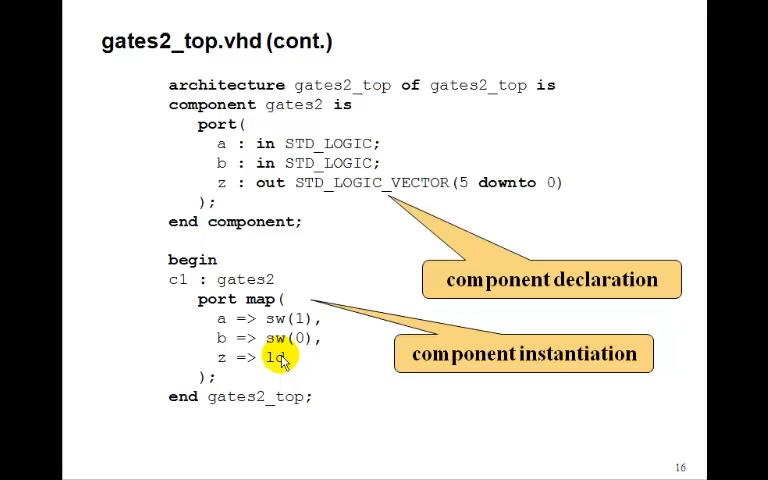 gates2_top.vhd (cont.)
architecture gates2_top of gates2_top is
component gates2 is
port(
a : in STD_LOGIC;
b : in STD_LOGIC;
z : out STD_LOGIC_VECTOR(5 downto 0)
);
end component;
component declaration
begin
c1 : gates2
port map(
a => sw(1),
b => sw(0),
z => ld
component instantiation
);
end gates2_top;
16